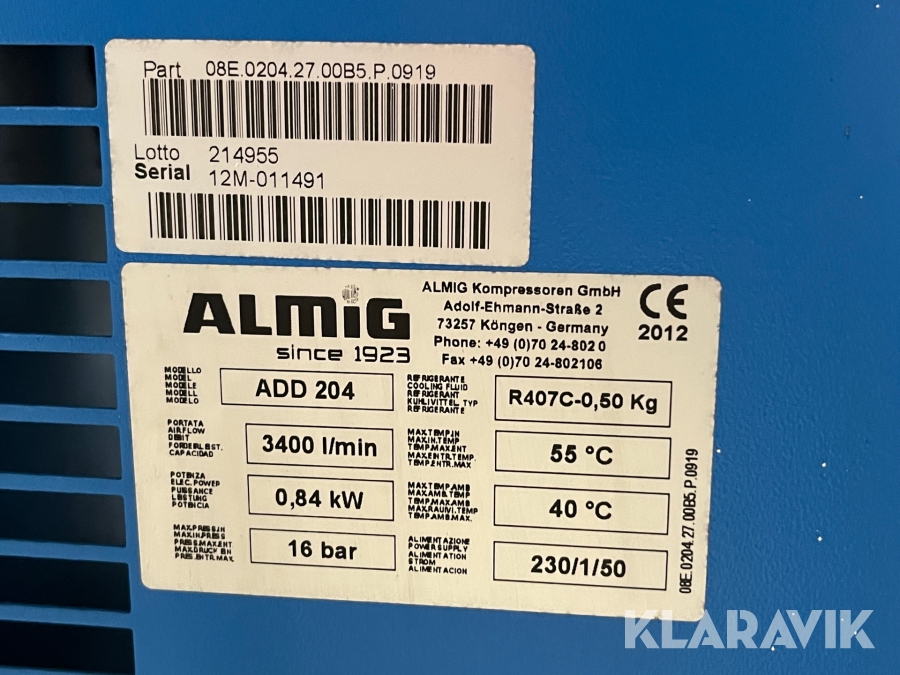 Part 08E.0204.27.00B5.P.0919
Lotto 214955
Serial 12M-011491
ALMiG
since 1923
ALMIG Kompressoren GmbH
Adolf-Ehmann-Straße 2
73257 Köngen - Germany
Phone: +49 (0)70 24-8020
Fax +49 (0)70 24-802106
CE
2012
MODELLO
MODEL
MODELE
MODELL
MODELO
ADD 204
REFRIGERANTE
COOLING FLUID
REFRIGERANT
KUHLMITTEL TYP
REFRIGERANTE
R407C-0,50 Kg
PORTATA
AIRFLOW
DEBIT
FORDERLEIST.
CAPACIDAD
3400 l/min
MAX.TEMP.IN
MAX.IN.TEMP
TEMP.MAX.ENT
MAX.ENTR.TEMP.
TEMP.ENTR.MAX
55 °C
POTENZA
ELEC.POWER
PUISSANCE
LEISTUNG
POTENCIA
0,84 kW
MAX.TEMP.AMB
MAX.AMB.TEMP
TEMP.MAX.AMB
MAX.RAUM.TEMP
TEMP.AMB.MAX.
40 °C
MAX.PRESS.IN
MAX.IN.PRESS
PRESS.MAX.ENT
MAX.DRUCK EIN
PRES.ENTR.MAX
16 bar
ALIMENTAZIONE
POWER SUPPLY
ALIMENTATION
STROM
ALIMENTACION
230/1/50
08E.0204.27.00B5.P.0919
KLARAVIK